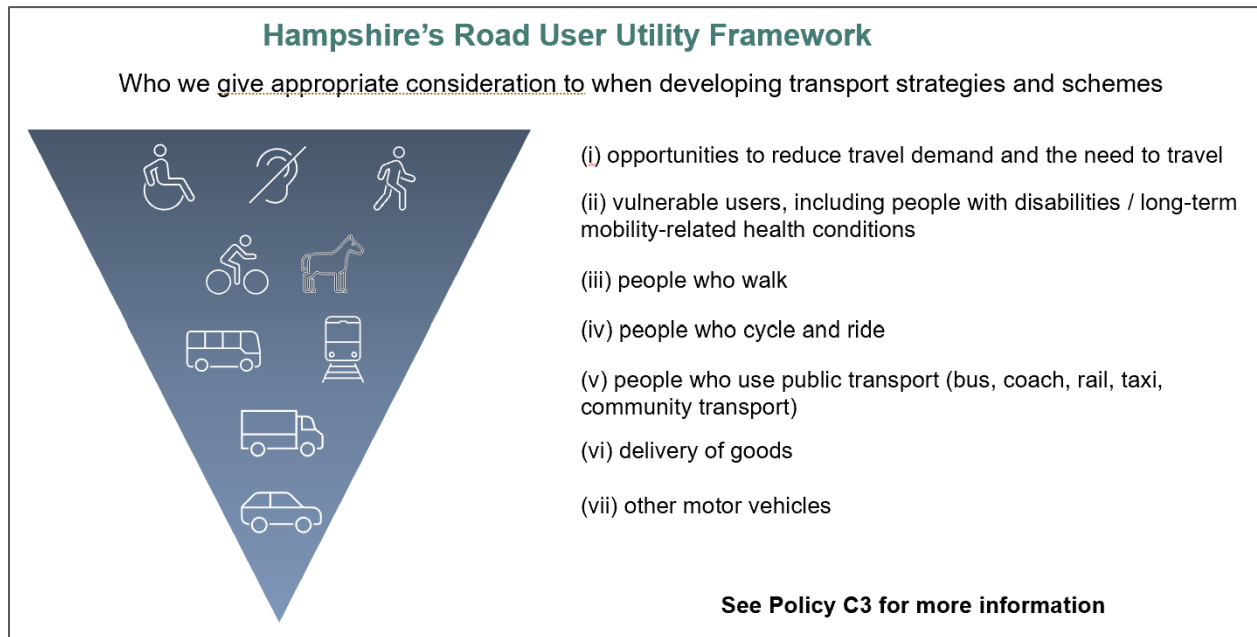 Hampshire’s Road User Utility Framework
Who we give appropriate consideration to when developing transport strategies and schemes
(i) opportunities to reduce travel demand and the need to travel
(ii) vulnerable users, including people with disabilities / long-term
mobility-related health conditions
(iii) people who walk
(iv) people who cycle and ride
(v) people who use public transport (bus, coach, rail, taxi,
community transport)
(vi) delivery of goods
(vii) other motor vehicles
See Policy C3 for more information